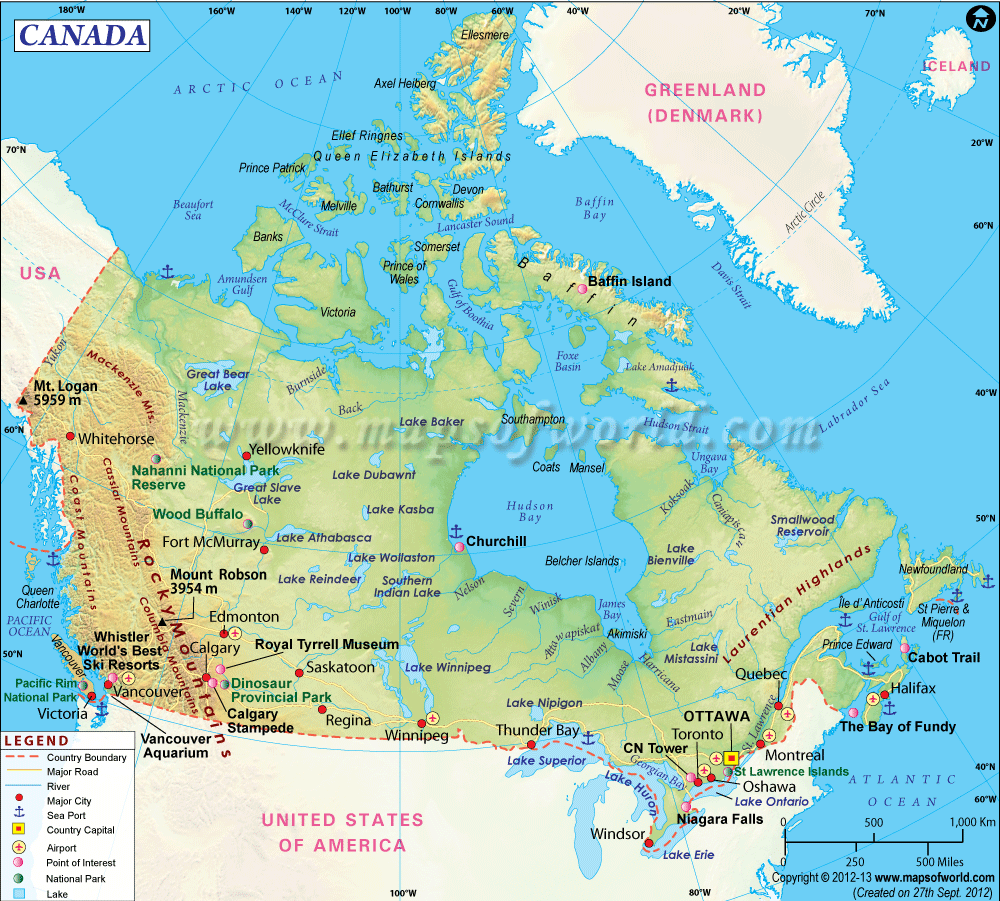 180°W
160°W
140°W
120°W
100°W
80°W
60°W
40°W
20°W
70°N
CANADA
N
Ellesmere
ARCTIC OCEAN
Axel Heiberg
GREENLAND
(DENMARK)
ICELAND
20°W
70°N
Ellef Ringnes
Queen Elizabeth Islands
Prince Patrick
Bathurst
Devon
Cornwallis
Melville
Beaufort
Sea
McClure Strait
Lancaster Sound
Baffin
Bay
Arctic Circle
60°N
Banks
Somerset
Prince of
Wales
USA
Amundsen
Gulf
Gulf of Boothia
Baffin
Baffin Island
Davis Strait
Victoria
Yukon
Mackenzie Mts.
Foxe
Basin
Lake Amadjuak
Great Bear
Lake
Burnside
Mt. Logan
5959 m
Mackenzie
Back
40°W
Labrador Sea
www.mapsofworld.com
Lake Baker
Southampton
Hudson Strait
60°N
Whitehorse
Yellowknife
Nahanni National Park
Reserve
Coats
Mansel
Ungava
Bay
Lake Dubawnt
Great Slave
Lake
Cassiar Mountains
Coast Mountains
Koksoak
Caniapiscau
Wood Buffalo
Lake Kasba
Hudson
Bay
Smallwood
Reservoir
50°N
Fort McMurray
Lake Athabasca
Churchill
Rocky Mountains
Lake Wollaston
Belcher Islands
Lake
Bienville
Laurentian Highlands
Mount Robson
3954 m
Lake Reindeer
Southern
Indian Lake
Nelson
Severn
Winisk
Newfoundland
Queen
Charlotte
Columbia Mountains
James
Bay
Île d'Anticosti
St Pierre &
Miquelon
(FR)
PACIFIC
OCEAN
Edmonton
Attawapiskat
Akimiski
Eastmain
Gulf of
St. Lawrence
Whistler
World's Best
Ski Resorts
Calgary
Royal Tyrrell Museum
Albany
Moose
Harricana
Lake
Mistassini
Prince Edward
Cabot Trail
50°N
Vancouver
Saskatoon
Lake Winnipeg
Quebec
Pacific Rim
National Park
Vancouver
Dinosaur
Provincial Park
Halifax
Victoria
Calgary
Stampede
Regina
Lake Nipigon
OTTAWA
St. Lawrence
The Bay of Fundy
Winnipeg
Thunder Bay
Toronto
Vancouver
Aquarium
CN Tower
Montreal
Lake Superior
Georgian Bay
St Lawrence Islands
40°N
Lake Huron
Oshawa
ATLANTIC
OCEAN
Lake Ontario
60°W
UNITED STATES
OF AMERICA
Niagara Falls
Windsor
Lake Erie
LEGEND
Country Boundary
Major Road
River
Major City
Sea Port
Country Capital
Airport
Point of Interest
National Park
Lake
0 500 1,000 Km
0 250 500 Miles
100°W
80°W
Copyright © 2012-13 www.mapsofworld.com
(Created on 27th Sept. 2012)